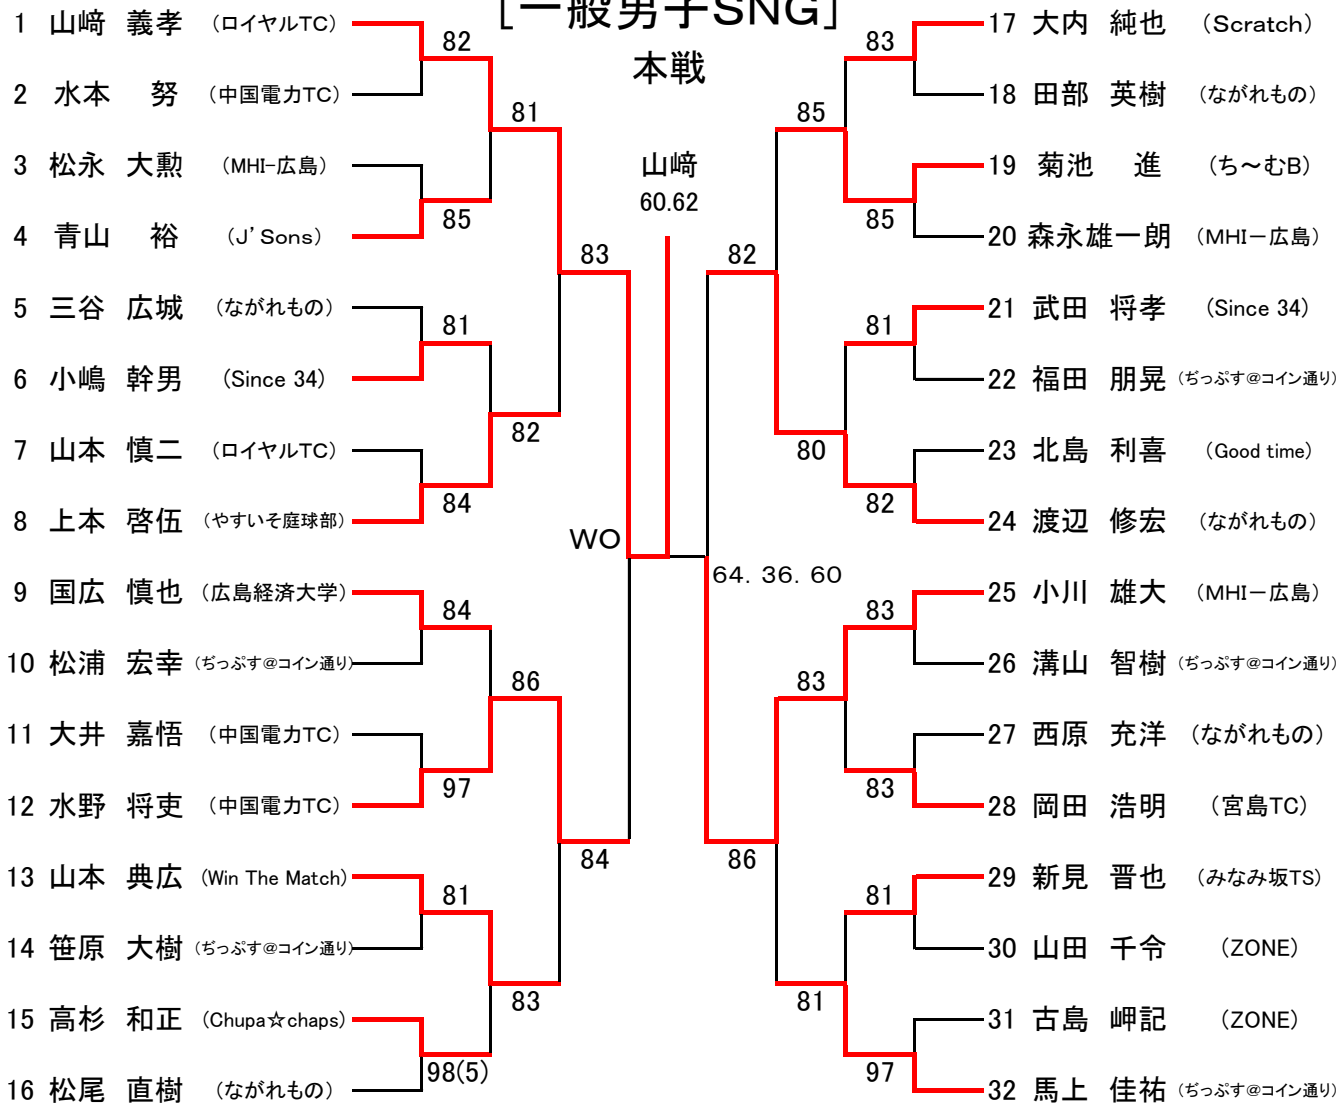 [一般男子SNG]
本戦
山﨑
60.62
1 山﨑 義孝 (ロイヤルTC)
2 水本 努 (中国電力TC)
3 松永 大勲 (MHI-広島)
4 青山 裕 (J' Sons)
5 三谷 広城 (ながれもの)
6 小嶋 幹男 (Since 34)
7 山本 慎二 (ロイヤルTC)
8 上本 啓伍 (やすいそ庭球部)
9 国広 慎也 (広島経済大学)
10 松浦 宏幸 (ぢっぷす@コイン通り)
11 大井 嘉悟 (中国電力TC)
12 水野 将吏 (中国電力TC)
13 山本 典広 (Win The Match)
14 笹原 大樹 (ぢっぷす@コイン通り)
15 高杉 和正 (Chupa☆chaps)
16 松尾 直樹 (ながれもの)
82
85
81
84
84
97
81
98(5)
81
82
86
83
83
84
WO
64. 36. 60
82
86
85
80
83
81
83
85
81
82
83
83
81
97
17 大内 純也 (Scratch)
18 田部 英樹 (ながれもの)
19 菊池 進 (ち～むB)
20 森永雄一朗 (MHI－広島)
21 武田 将孝 (Since 34)
22 福田 朋晃 (ぢっぷす@コイン通り)
23 北島 利喜 (Good time)
24 渡辺 修宏 (ながれもの)
25 小川 雄大 (MHI－広島)
26 溝山 智樹 (ぢっぷす@コイン通り)
27 西原 充洋 (ながれもの)
28 岡田 浩明 (宮島TC)
29 新見 晋也 (みなみ坂TS)
30 山田 千令 (ZONE)
31 古島 岬記 (ZONE)
32 馬上 佳祐 (ぢっぷす@コイン通り)